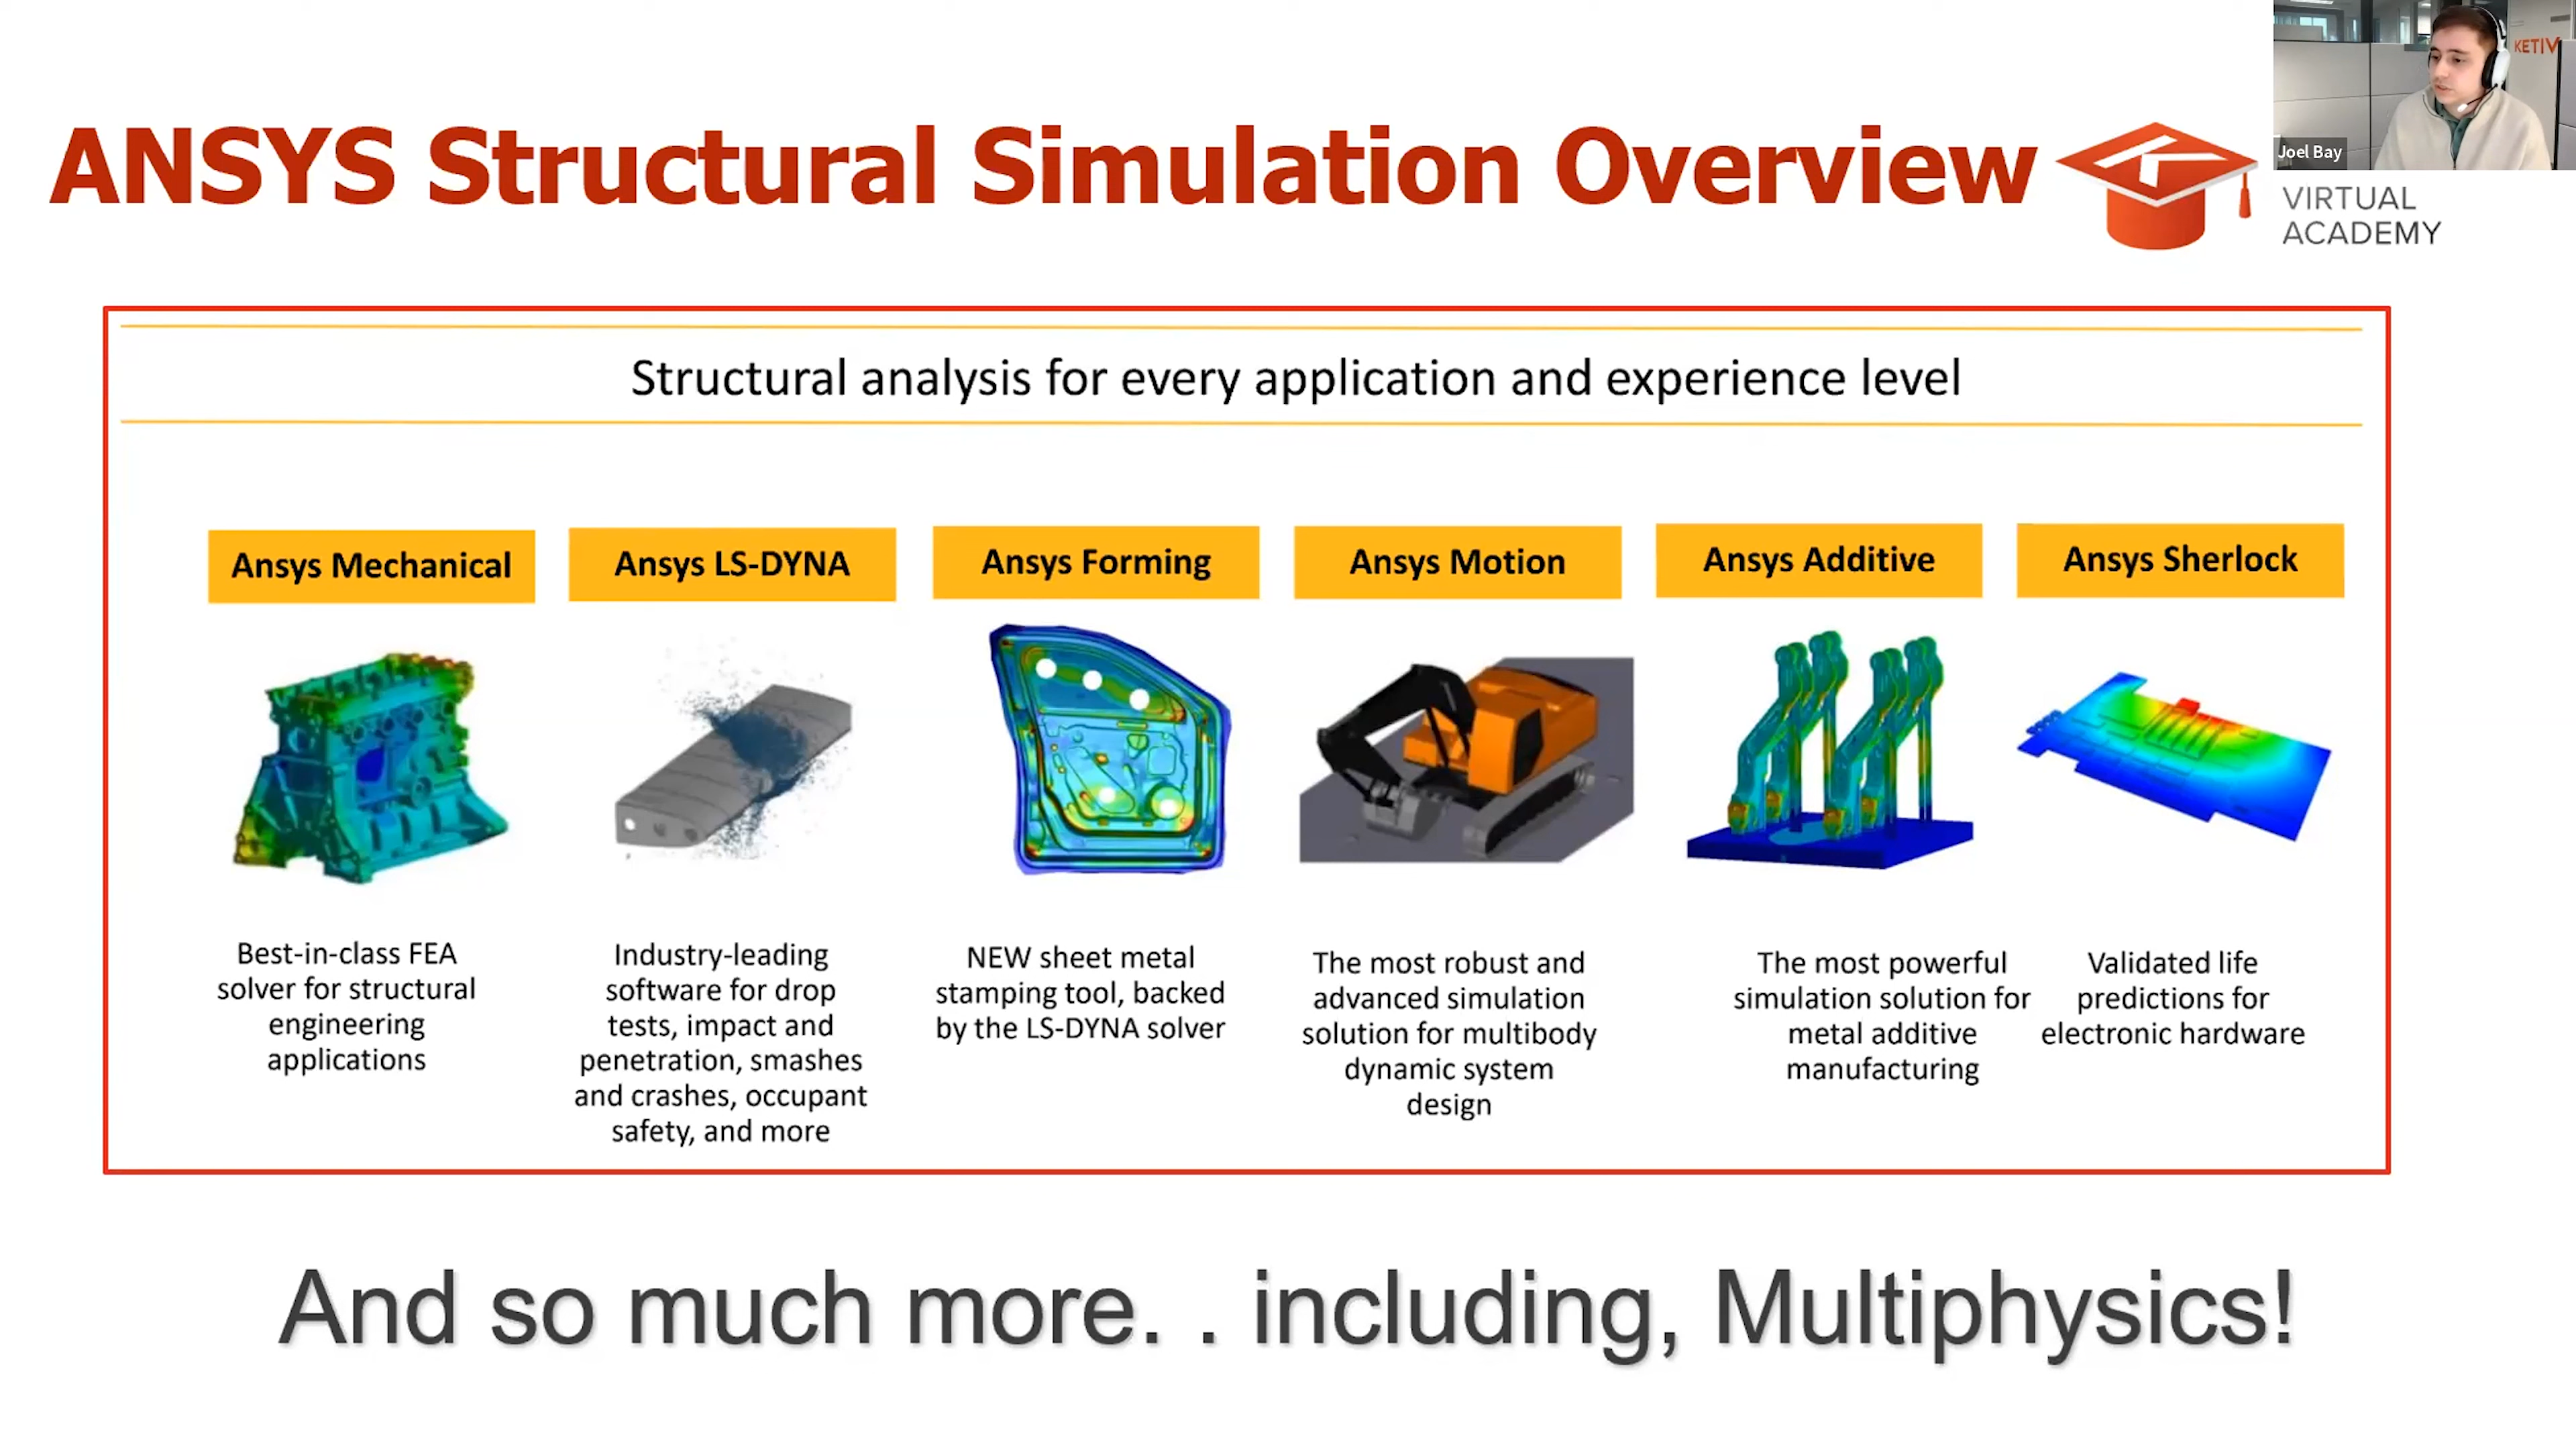 KETIV
Joel Bay
ANSYS Structural Simulation Overview
VIRTUAL
ACADEMY
Structural analysis for every application and experience level
Ansys Mechanical
Best-in-class FEA
solver for structural
engineering
applications
Ansys LS-DYNA
Industry-leading
software for drop
tests, impact and
penetration, smashes
and crashes, occupant
safety, and more
Ansys Forming
NEW sheet metal
stamping tool, backed
by the LS-DYNA solver
Ansys Motion
The most robust and
advanced simulation
solution for multibody
dynamic system
design
Ansys Additive
The most powerful
simulation solution for
metal additive
manufacturing
Ansys Sherlock
Validated life
predictions for
electronic hardware
And so much more. . including, Multiphysics!